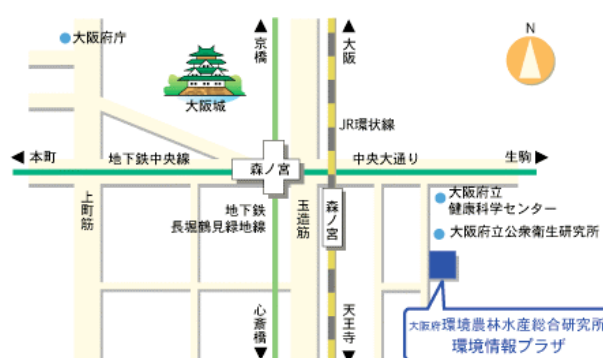 大阪府庁
京橋
大阪
N
大阪城
JR環状線
本町
地下鉄中央線
森ノ宮
中央大通り
生駒
上町筋
地下鉄
長堀鶴見緑地線
玉造筋
森ノ宮
大阪府立
健康科学センター
大阪府立公衆衛生研究所
心斎橋
天王寺
大阪府環境農林水産総合研究所
環境情報プラザ